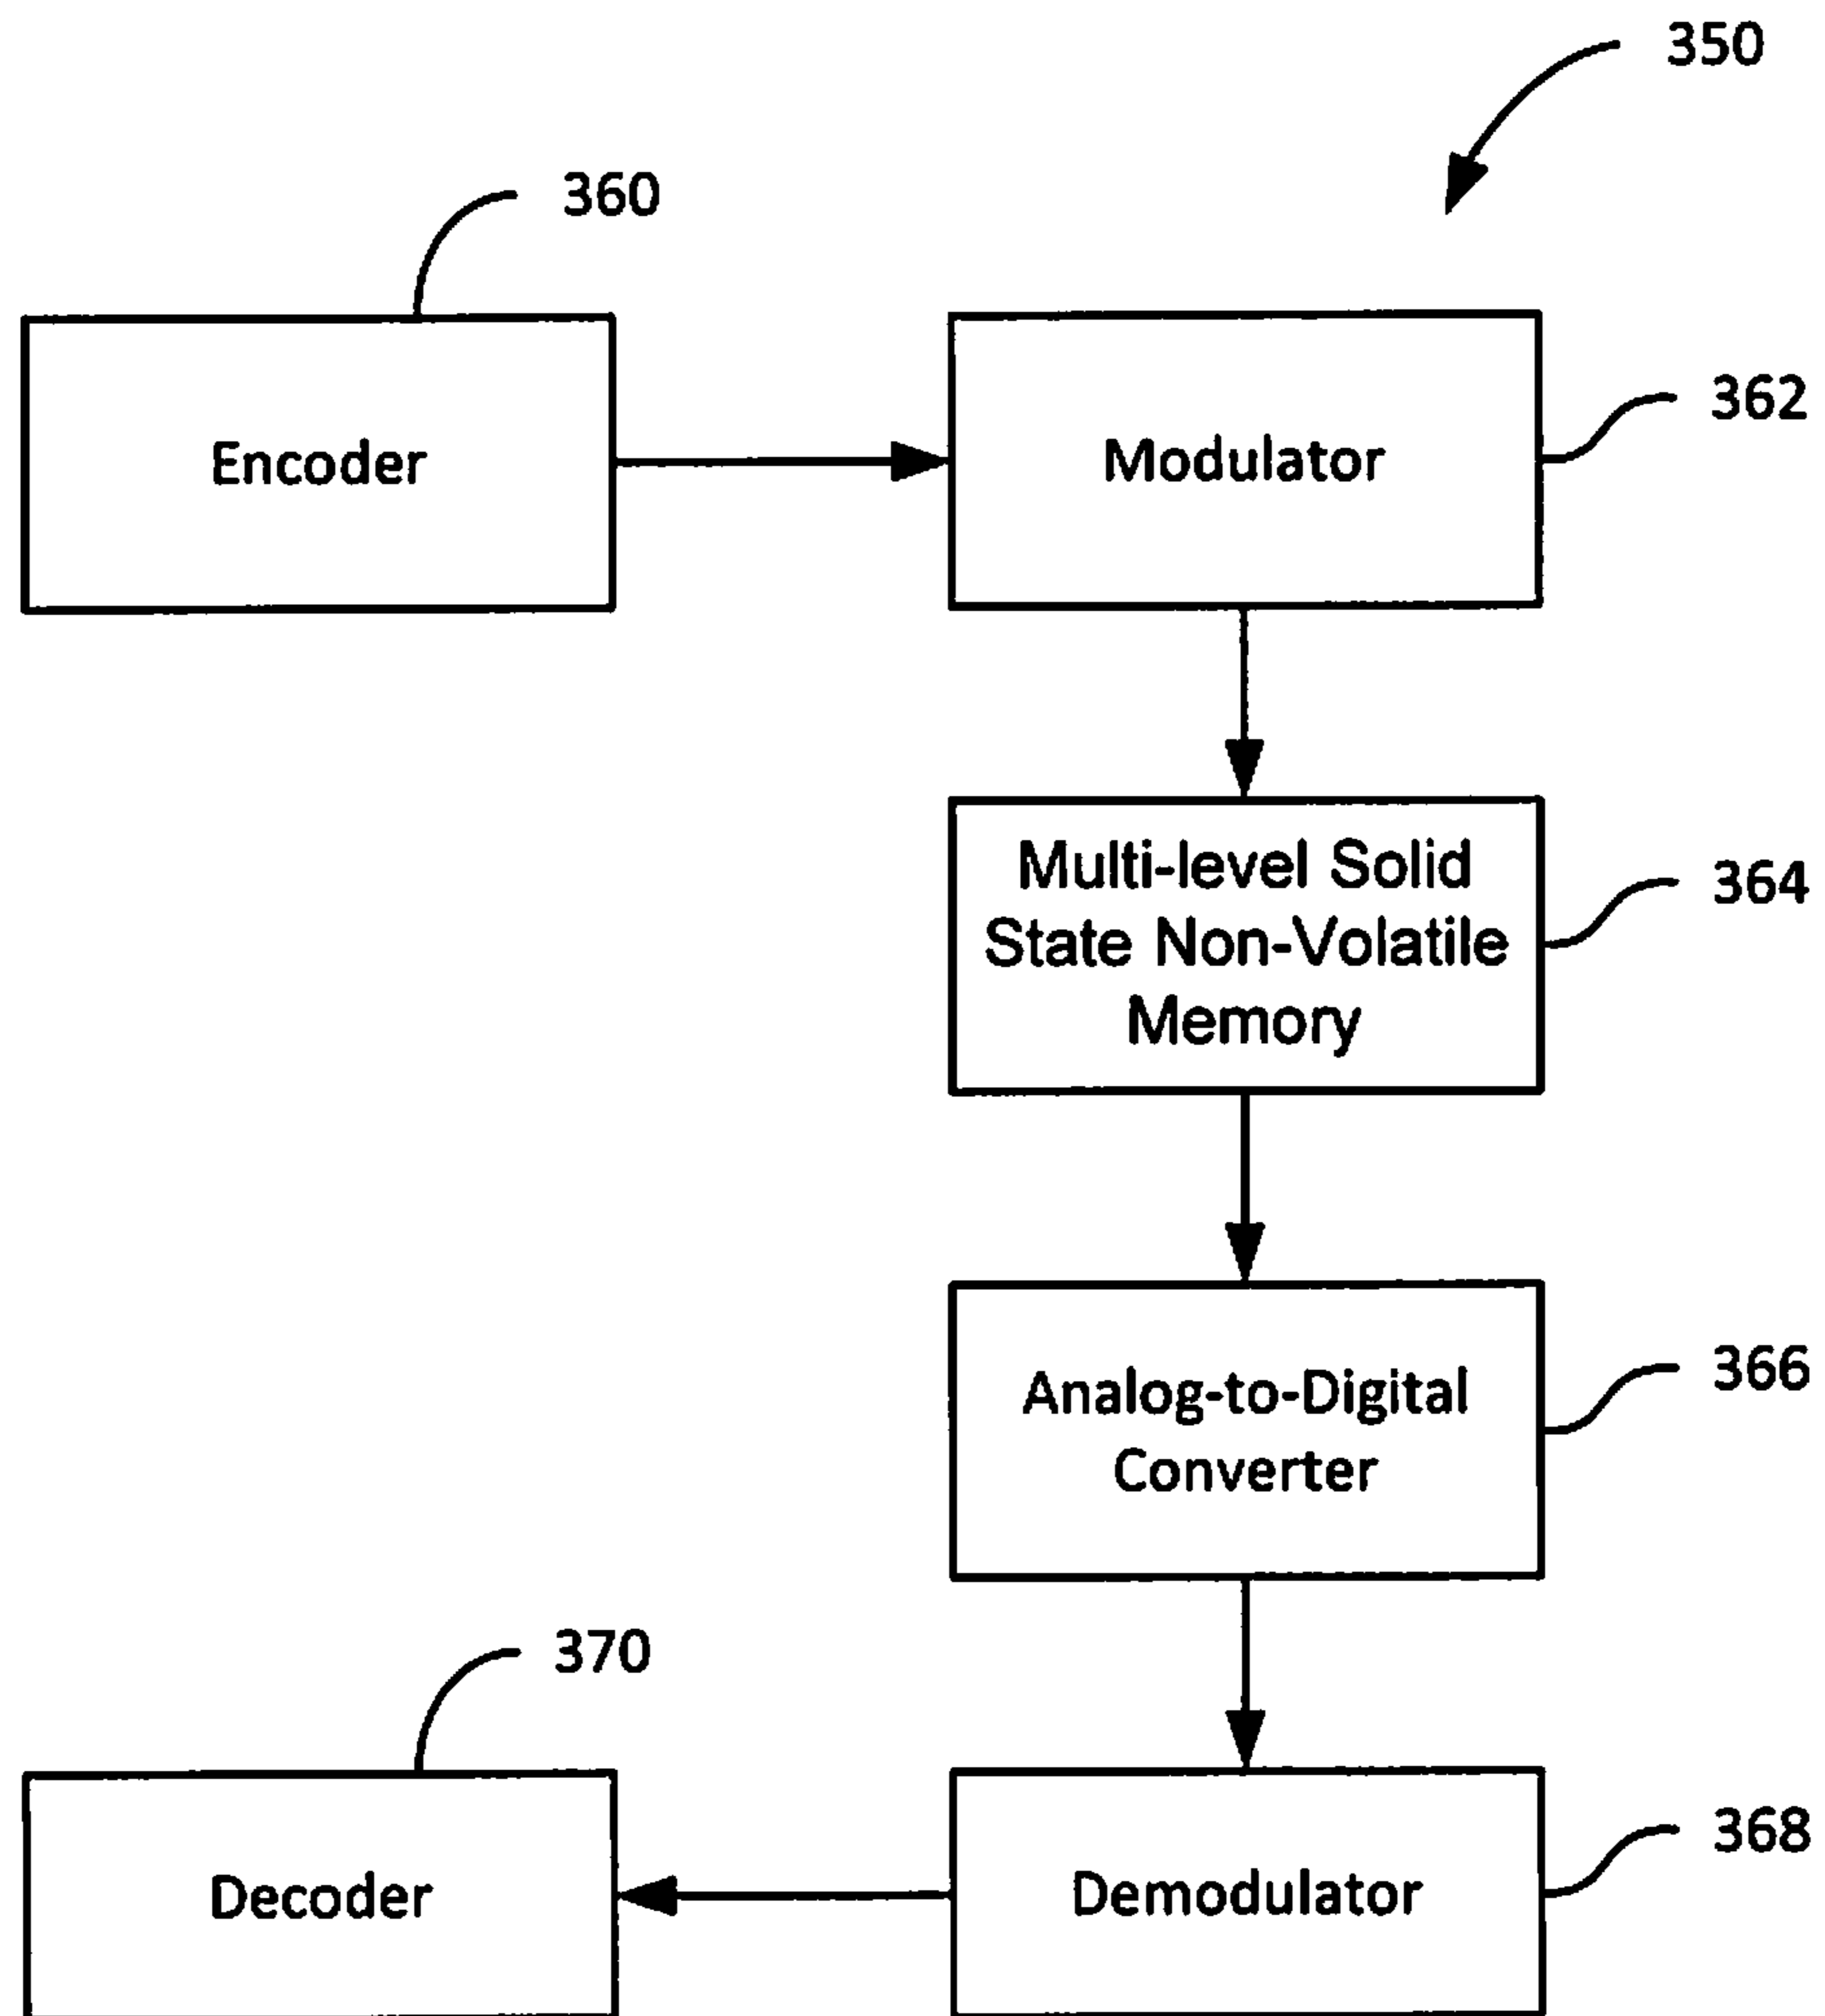 350
360
Encoder
Modulator
362
Multi-level Solid
State Non-Volatile
Memory
364
Analog-to-Digital
Converter
366
370
Decoder
Demodulator
368